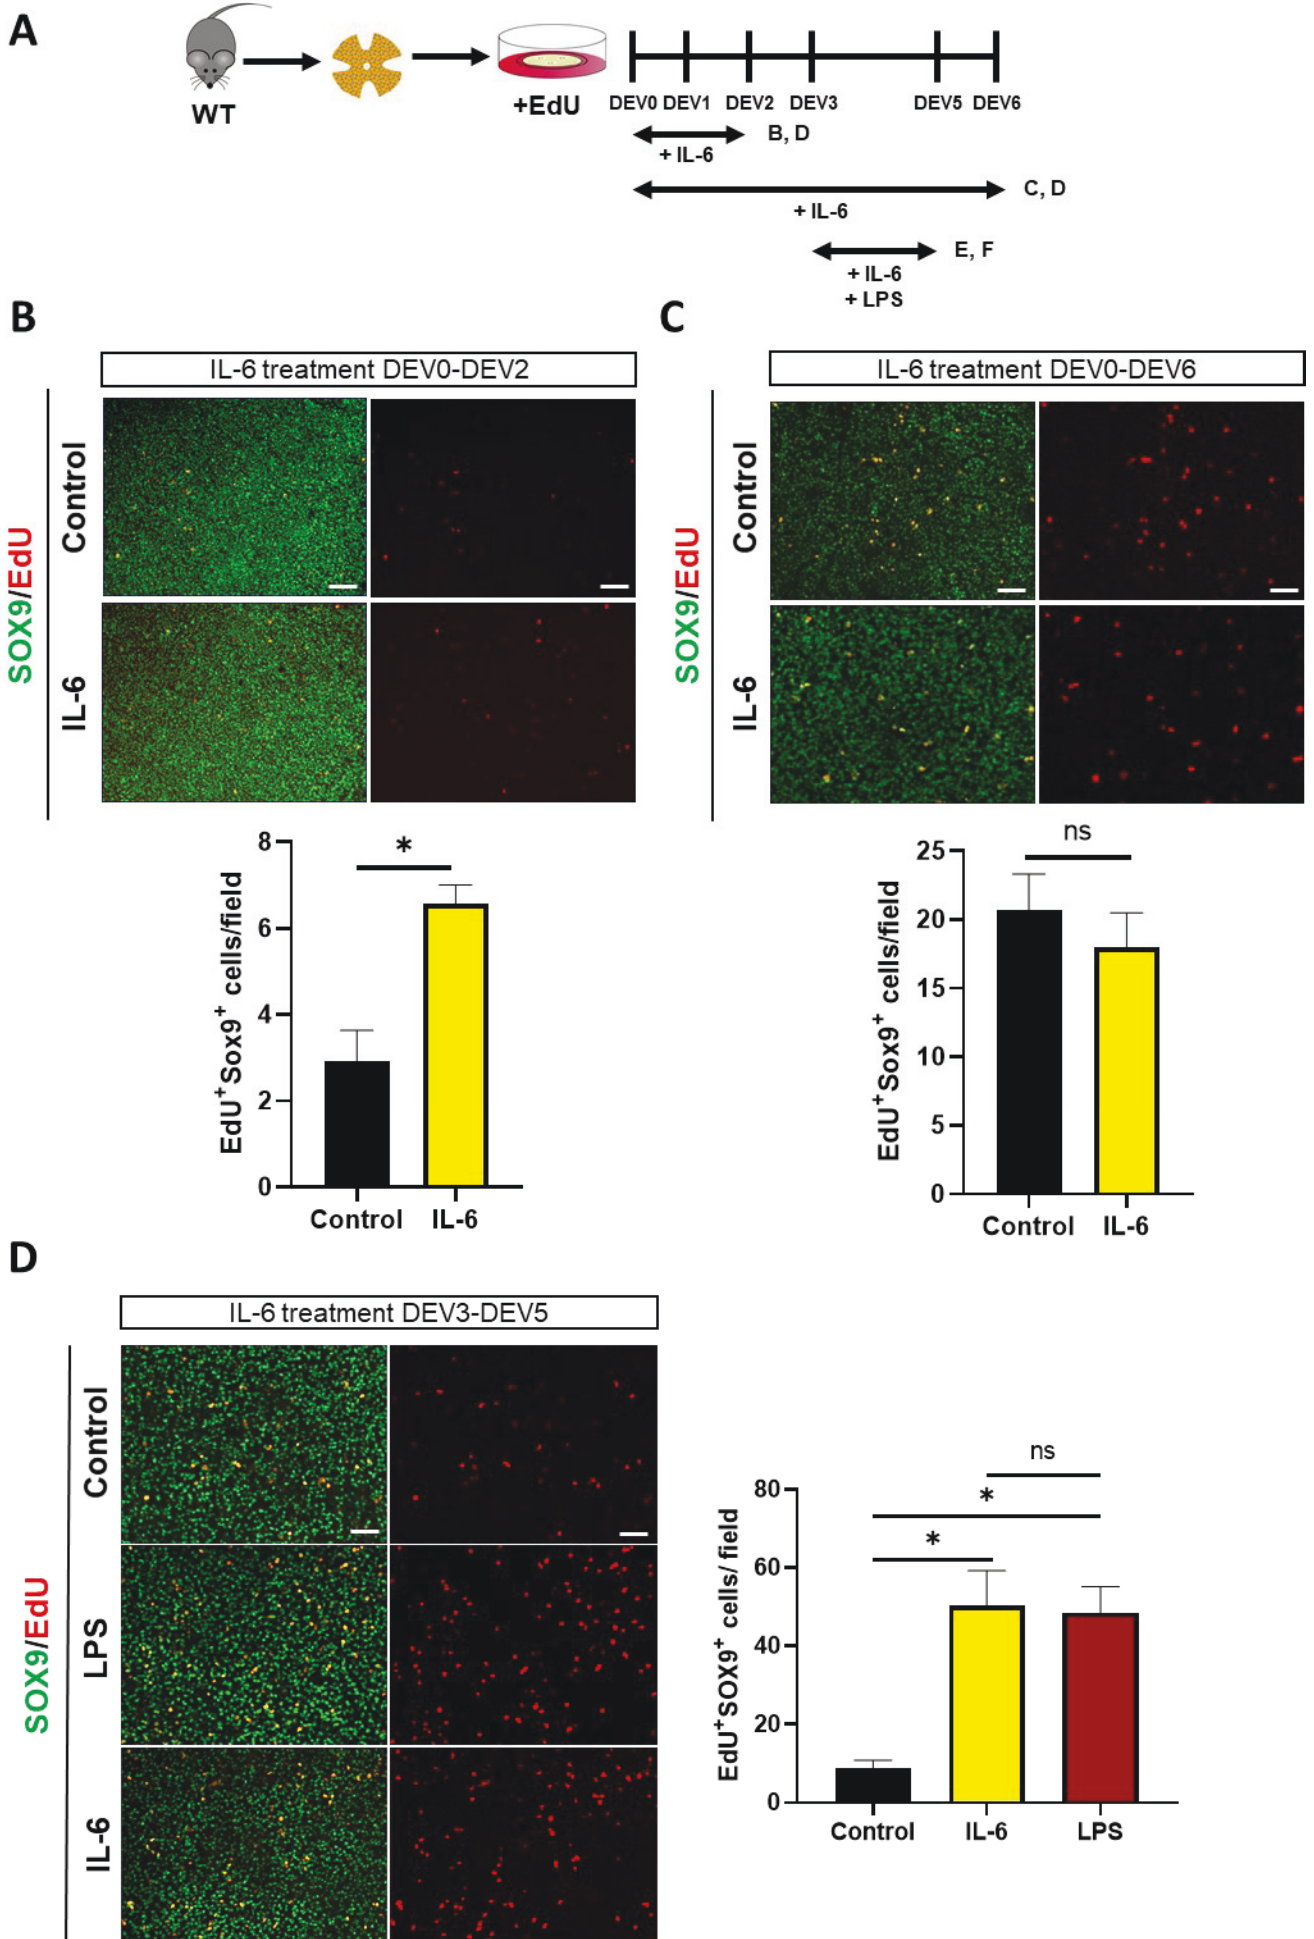 A
WT
+EdU
DEV0 DEV1 DEV2 DEV3 DEV5 DEV6
B, D
+ IL-6
C, D
+ IL-6
E, F
+ IL-6
+ LPS
B
IL-6 treatment DEV0-DEV2
SOX9/EdU
Control
IL-6
8
6
4
2
0
EdU⁺Sox9⁺ cells/field
*
Control IL-6
C
IL-6 treatment DEV0-DEV6
SOX9/EdU
Control
IL-6
25
20
15
10
5
0
EdU⁺Sox9⁺ cells/field
ns
Control IL-6
D
IL-6 treatment DEV3-DEV5
SOX9/EdU
Control
LPS
IL-6
80
60
40
20
0
EdU⁺SOX9⁺ cells/ field
ns
*
*
Control IL-6 LPS